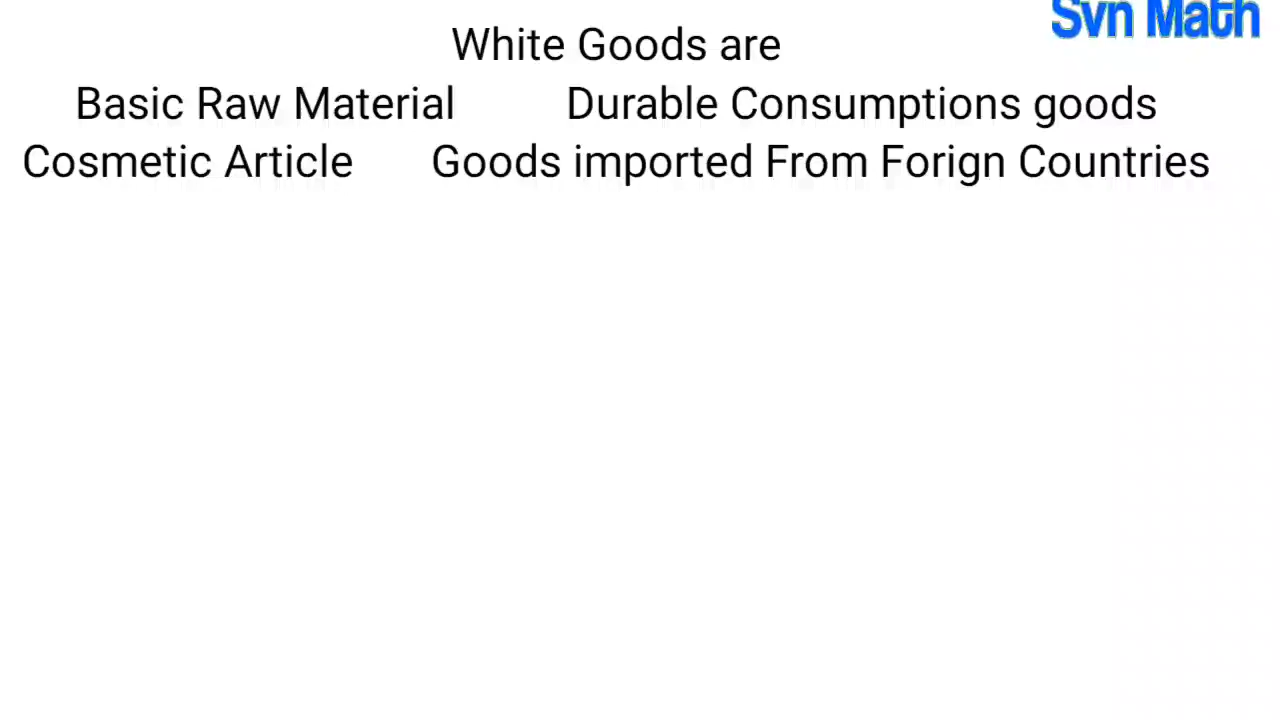 Svn Math
White Goods are
Basic Raw Material Durable Consumptions goods
Cosmetic Article Goods imported From Forign Countries